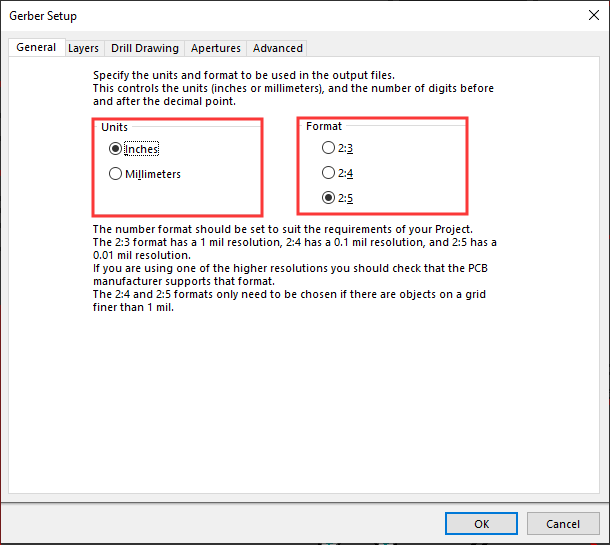 Gerber Setup
General Layers Drill Drawing Apertures Advanced
Specify the units and format to be used in the output files.
This controls the units (inches or millimeters), and the number of digits before
and after the decimal point.
Units
Inches
Millimeters
Format
2:3
2:4
2:5
The number format should be set to suit the requirements of your Project.
The 2:3 format has a 1 mil resolution, 2:4 has a 0.1 mil resolution, and 2:5 has a
0.01 mil resolution.
If you are using one of the higher resolutions you should check that the PCB
manufacturer supports that format.
The 2:4 and 2:5 formats only need to be chosen if there are objects on a grid
finer than 1 mil.
OK Cancel